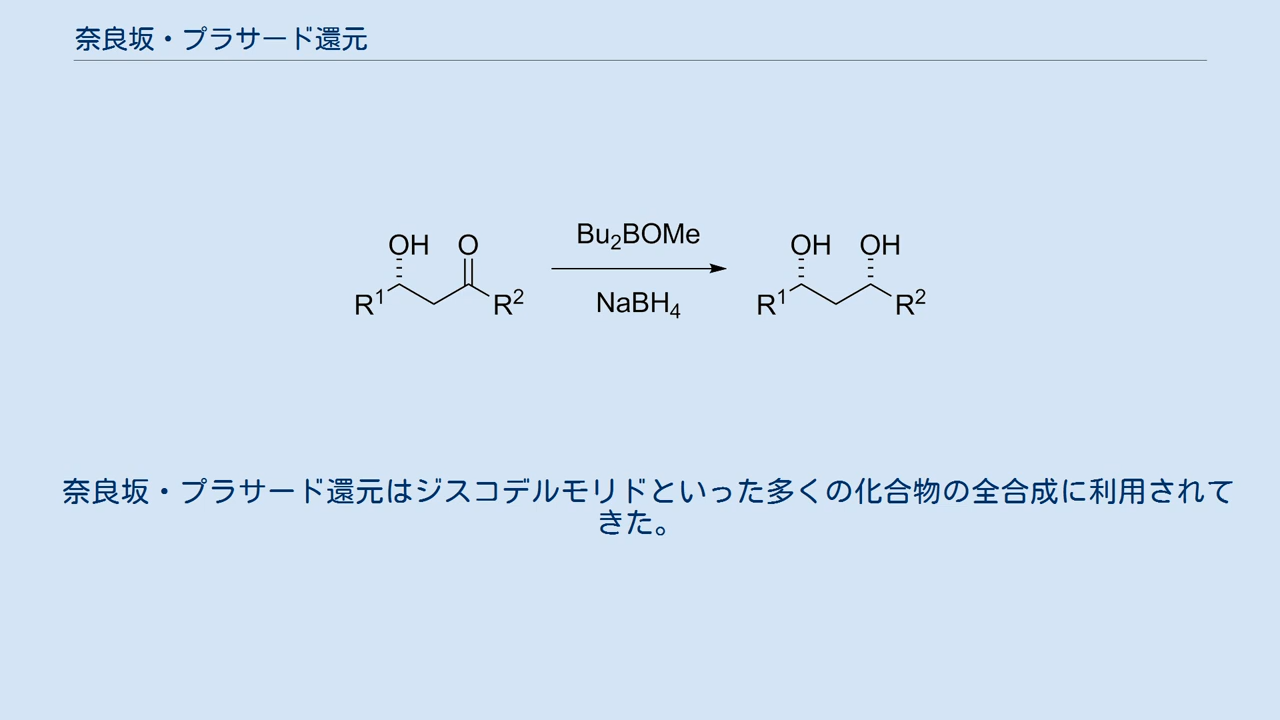 奈良坂・プラサード還元
OH O
R1 R2
Bu2BOMe
NaBH4
OH OH
R1 R2
奈良坂・プラサード還元はジスコデルモリドといった多くの化合物の全合成に利用されて
きた。